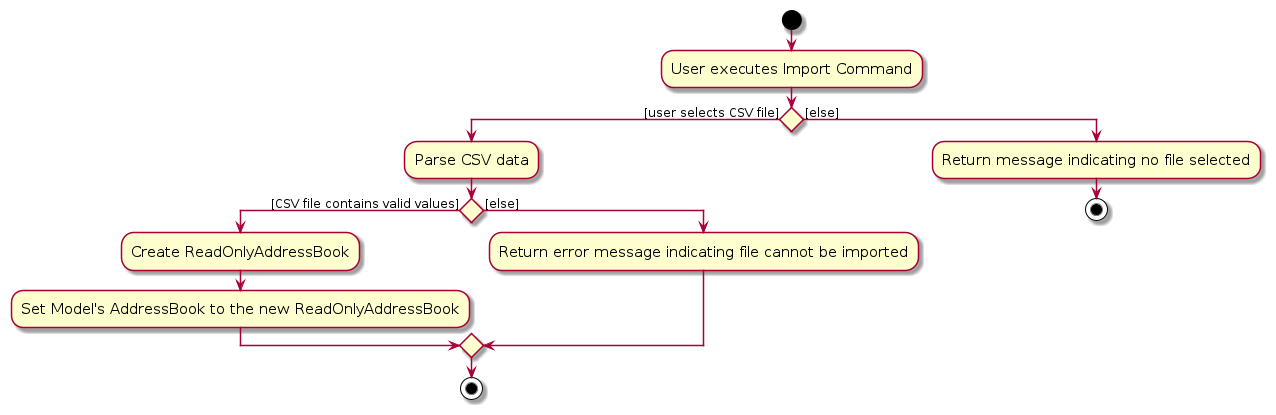 User executes Import Command
[user selects CSV file]
[else]
Parse CSV data
Return message indicating no file selected
[CSV file contains valid values]
[else]
Create ReadOnlyAddressBook
Return error message indicating file cannot be imported
Set Model's AddressBook to the new ReadOnlyAddressBook